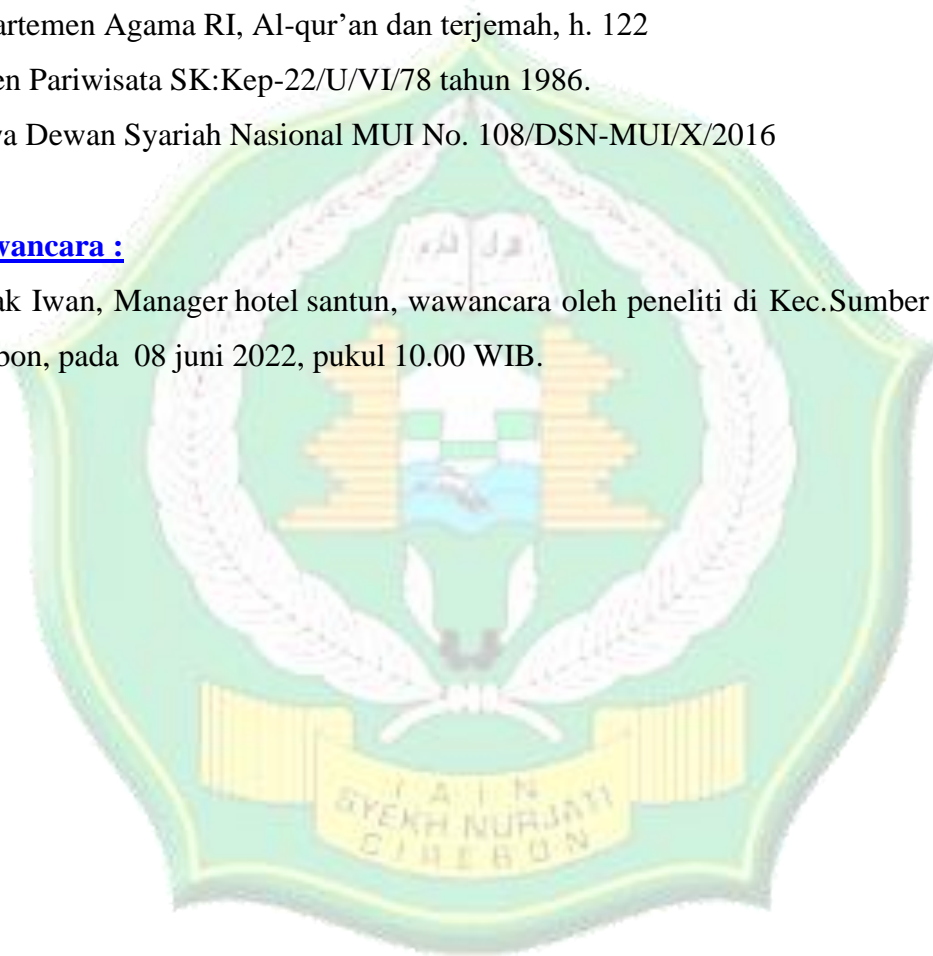 artemen Agama RI, Al-qur’an dan terjemah, h. 122
en Pariwisata SK:Kep-22/U/VI/78 tahun 1986.
va Dewan Syariah Nasional MUI No. 108/DSN-MUI/X/2016
wancara :
ak Iwan, Manager hotel santun, wawancara oleh peneliti di Kec.Sumber
bon, pada 08 juni 2022, pukul 10.00 WIB.
IAIN
SYEKH NURJATI
CIREBON